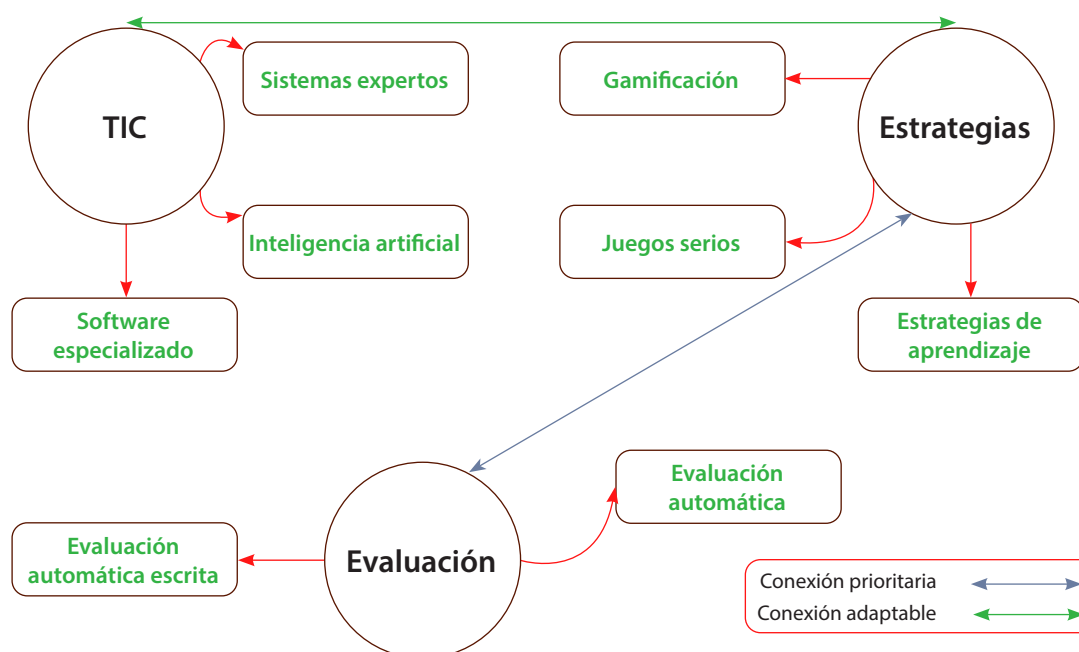 TIC
Sistemas expertos
Inteligencia artificial
Software
especializado
Gamificación
Estrategias
Juegos serios
Estrategias de
aprendizaje
Evaluación
automática
Evaluación
Evaluación
automática escrita
Conexión prioritaria
Conexión adaptable